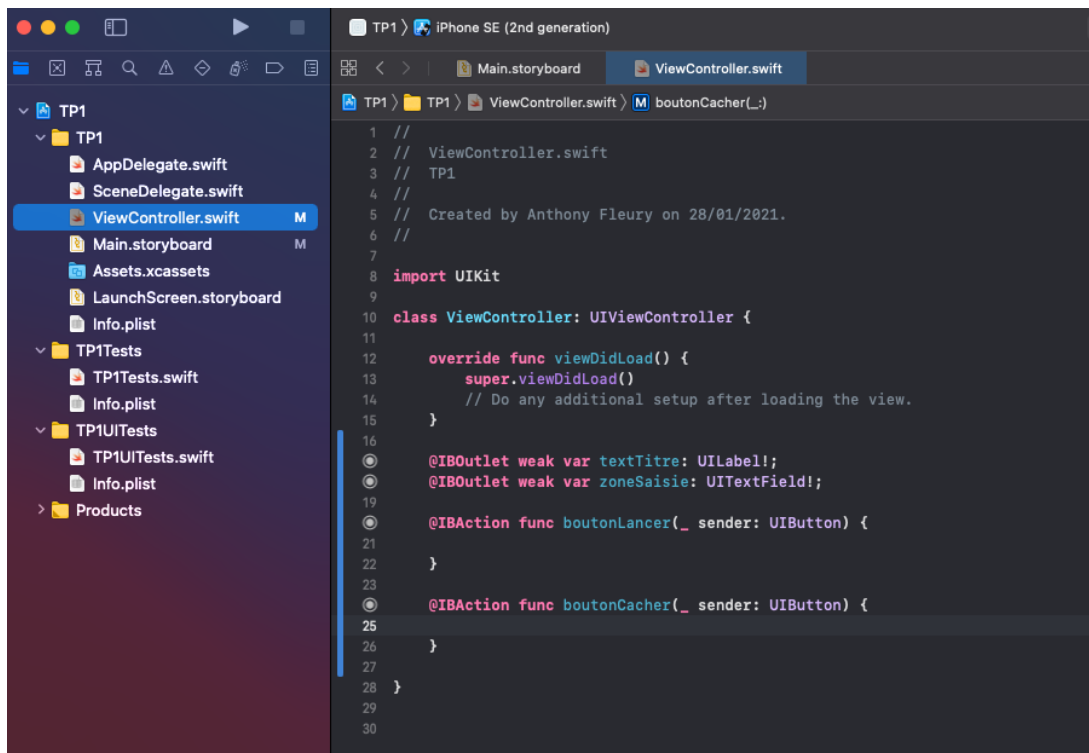 TP1 〉 iPhone SE (2nd generation)
Main.storyboard
ViewController.swift
TP1 〉 TP1 〉 ViewController.swift 〉 M boutonCacher(_:)
TP1
TP1
AppDelegate.swift
SceneDelegate.swift
ViewController.swift M
Main.storyboard M
Assets.xcassets
LaunchScreen.storyboard
Info.plist
TP1Tests
TP1Tests.swift
Info.plist
TP1UITests
TP1UITests.swift
Info.plist
Products
1 //
2 // ViewController.swift
3 // TP1
4 //
5 // Created by Anthony Fleury on 28/01/2021.
6 //
7
8 import UIKit
9
10 class ViewController: UIViewController {
11
12 override func viewDidLoad() {
13 super.viewDidLoad()
14 // Do any additional setup after loading the view.
15 }
16
@IBOutlet weak var textTitre: UILabel!;
@IBOutlet weak var zoneSaisie: UITextField!;
19
@IBAction func boutonLancer(_ sender: UIButton) {
21
22 }
23
@IBAction func boutonCacher(_ sender: UIButton) {
25
26 }
27
28 }
29
30